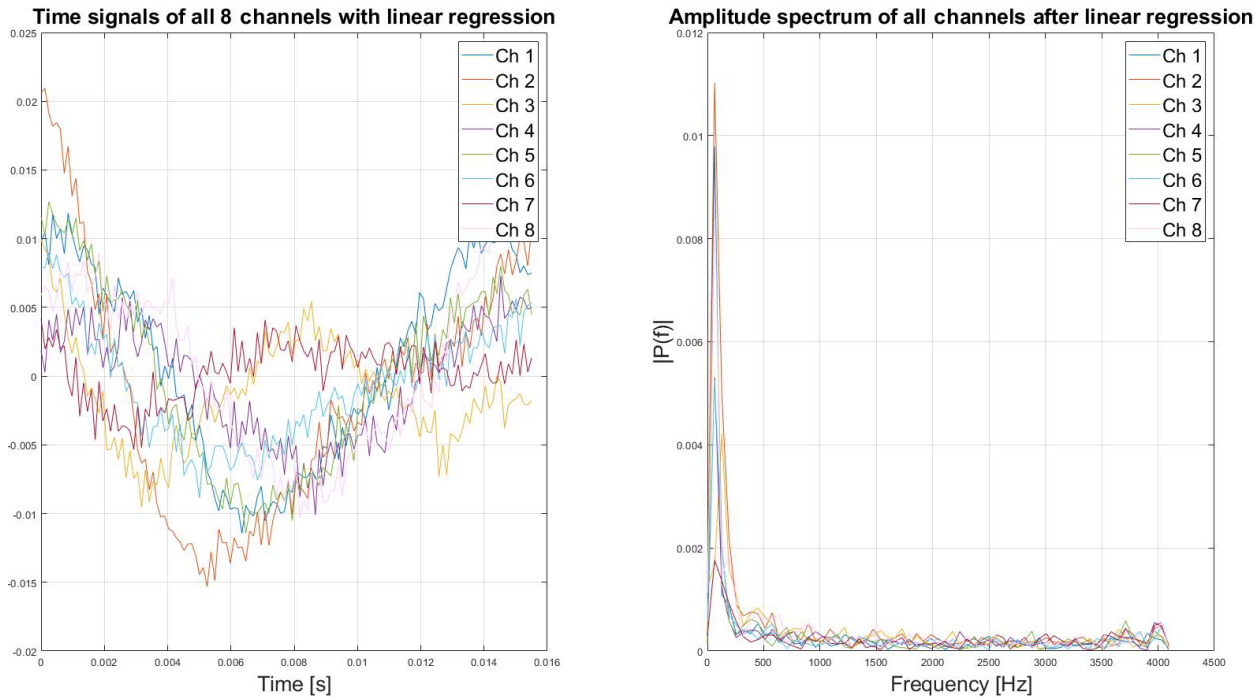 Time signals of all 8 channels with linear regression
0.025
0.02
0.015
0.01
0.005
0
-0.005
-0.01
-0.015
-0.02
0
0.002
0.004
0.006
0.008
0.01
0.012
0.014
0.016
Time [s]
Ch 1
Ch 2
Ch 3
Ch 4
Ch 5
Ch 6
Ch 7
Ch 8
Amplitude spectrum of all channels after linear regression
|P(f)|
0.012
0.01
0.008
0.006
0.004
0.002
0
0
500
1000
1500
2000
2500
3000
3500
4000
4500
Frequency [Hz]
Ch 1
Ch 2
Ch 3
Ch 4
Ch 5
Ch 6
Ch 7
Ch 8